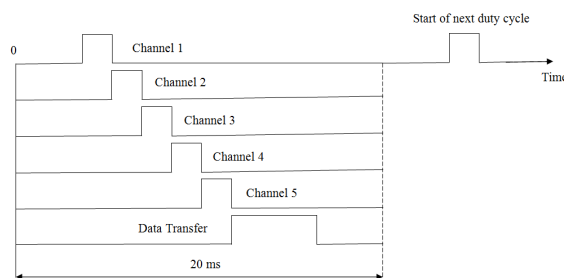 Start of next duty cycle
0
Channel 1
Time
Channel 2
Channel 3
Channel 4
Channel 5
Data Transfer
20 ms